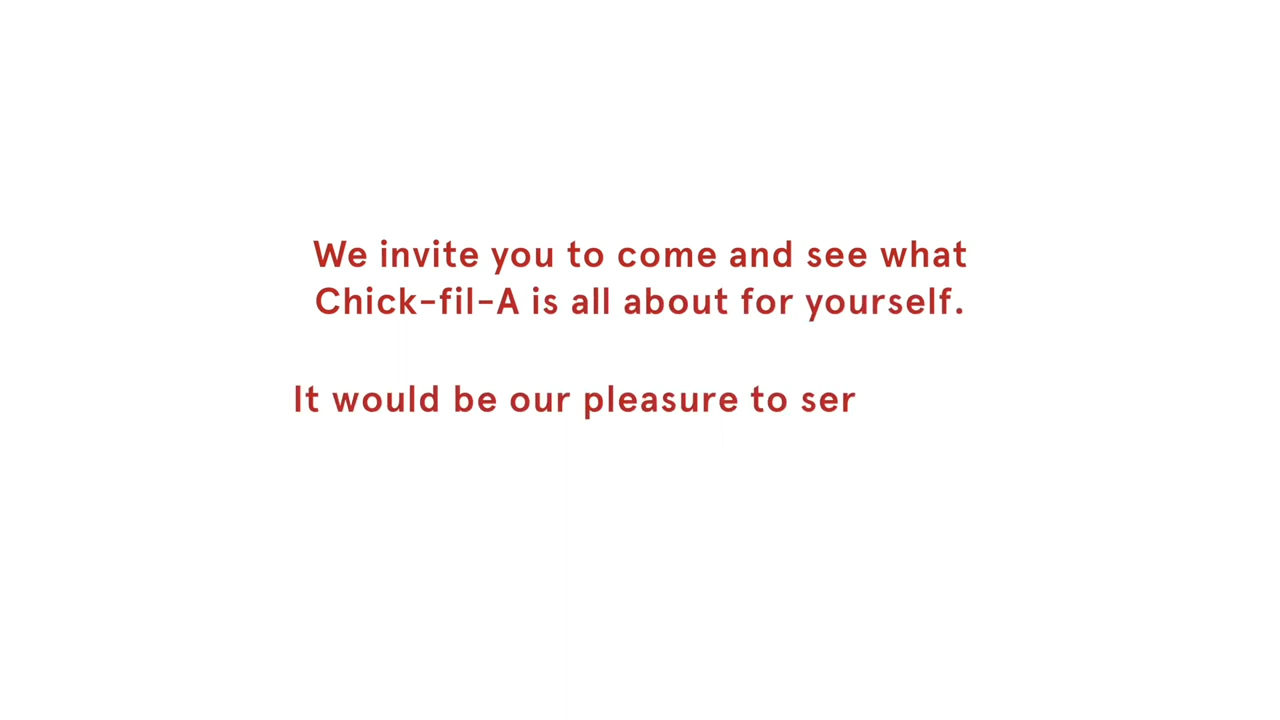 We invite you to come and see what
Chick-fil-A is all about for yourself.
It would be our pleasure to ser